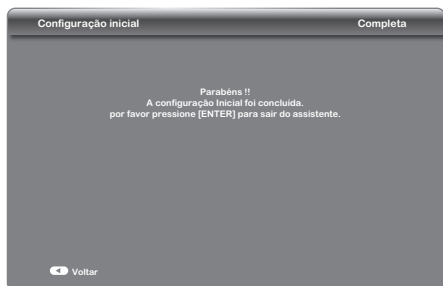 Configuração inicial Completa
Parabéns !!
A configuração Inicial foi concluída.
por favor pressione [ENTER] para sair do assistente.
Voltar